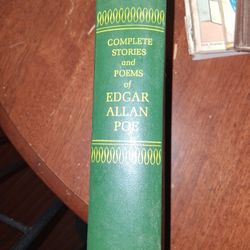 COMPLETE
STORIES
and
POEMS
of
EDGAR
ALLAN
POE